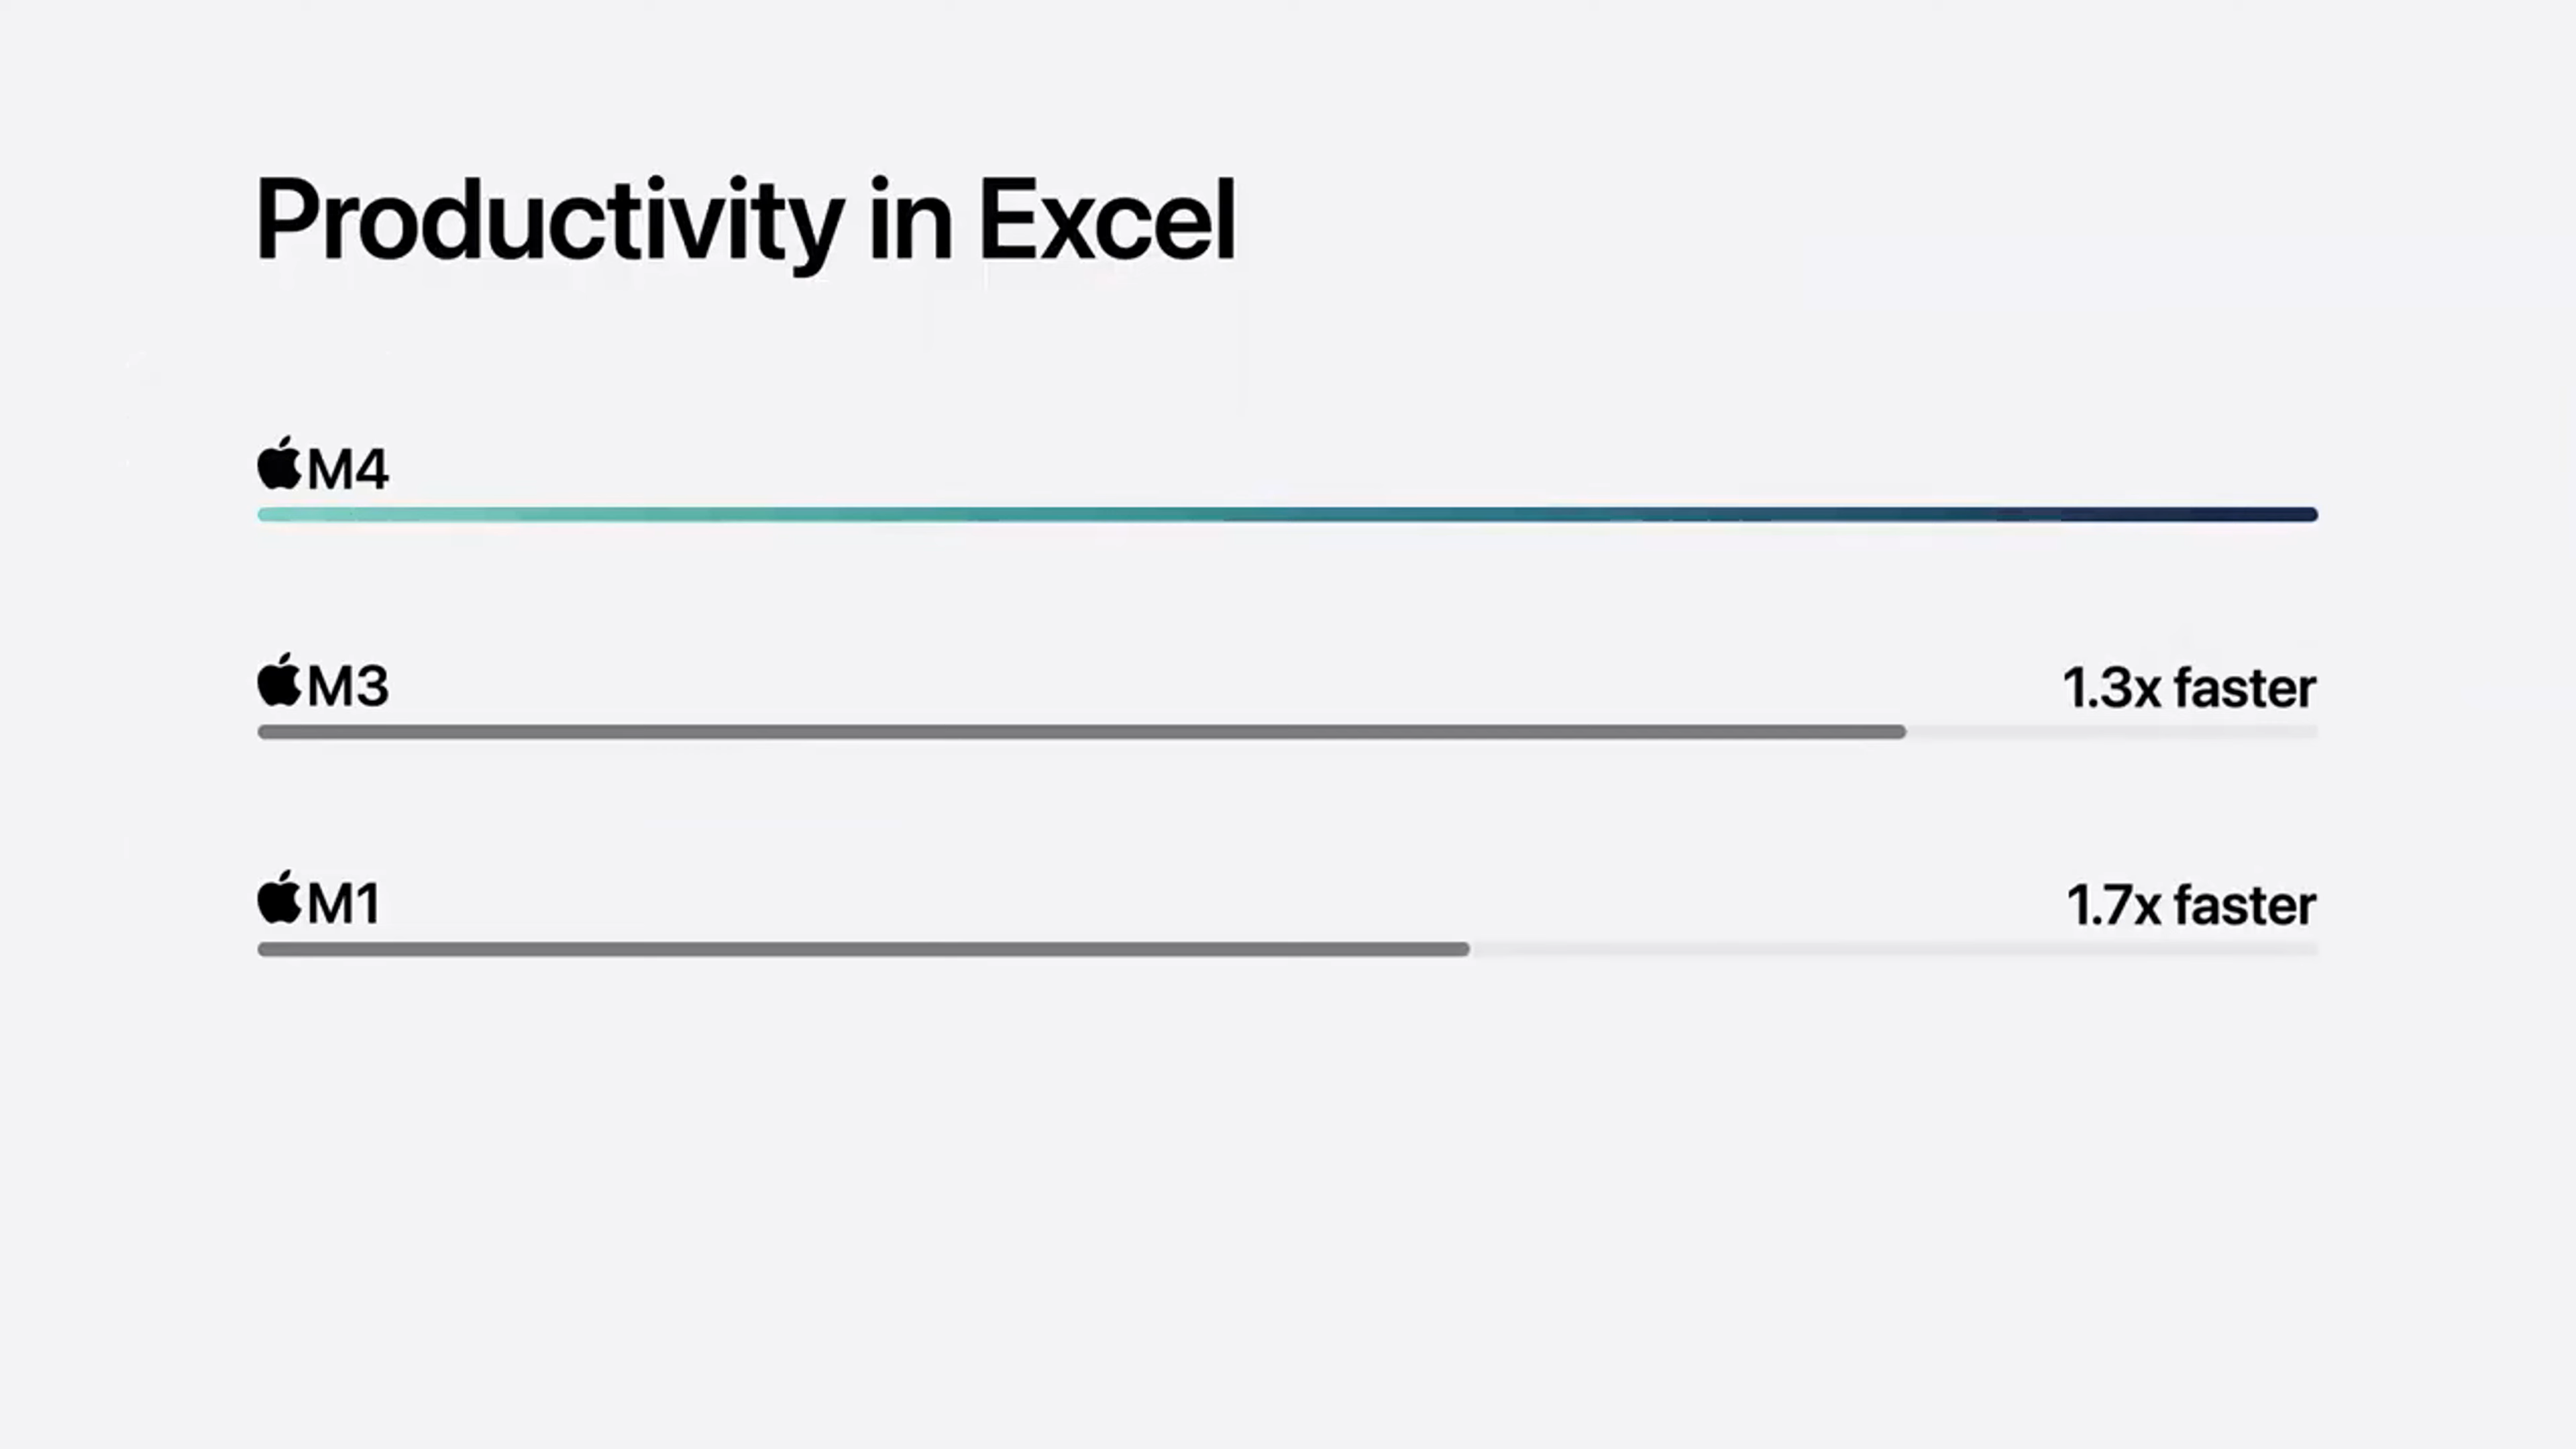 Productivity in Excel
M4
M3
1.3x faster
M1
1.7x faster